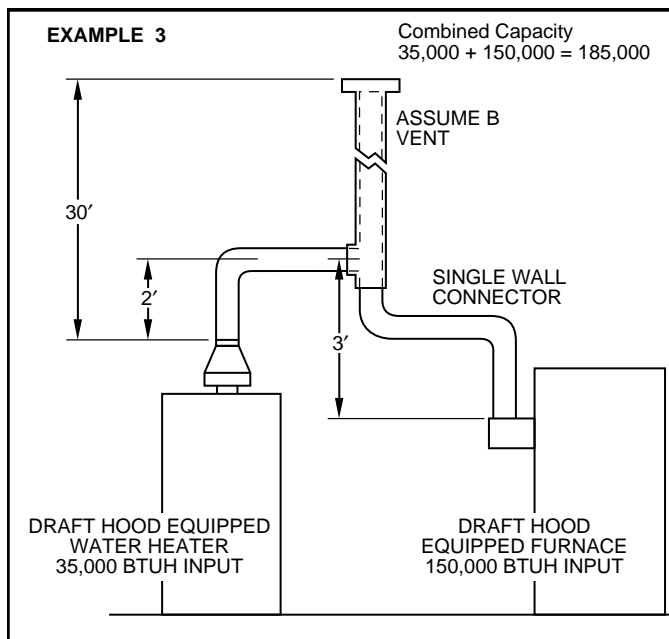 EXAMPLE 3
Combined Capacity
35,000 + 150,000 = 185,000
ASSUME B
VENT
30′
2′
SINGLE WALL
CONNECTOR
3′
DRAFT HOOD EQUIPPED
WATER HEATER
35,000 BTUH INPUT
DRAFT HOOD
EQUIPPED FURNACE
150,000 BTUH INPUT